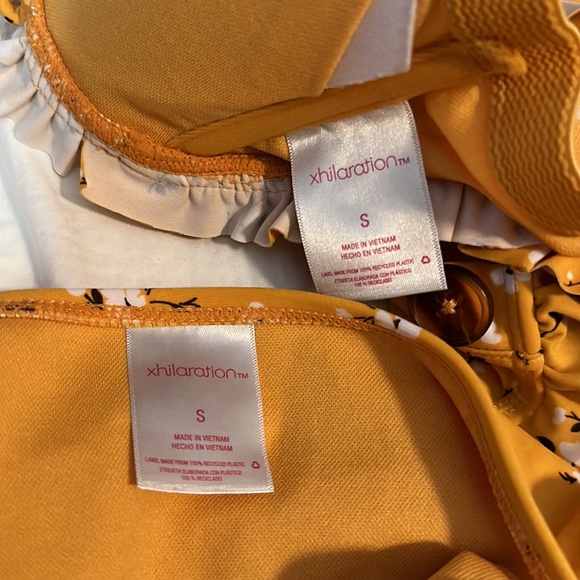 xhilaration™
S
MADE IN VIETNAM
HECHO EN VIETNAM
LABEL MADE FROM 100% RECYCLED PLASTIC
ETIQUETA ELABORADA CON PLÁSTICO
100 % RECICLADO
xhilaration™
S
MADE IN VIETNAM
HECHO EN VIETNAM
LABEL MADE FROM 100% RECYCLED PLASTIC
ETIQUETA ELABORADA CON PLÁSTICO
100 % RECICLADO